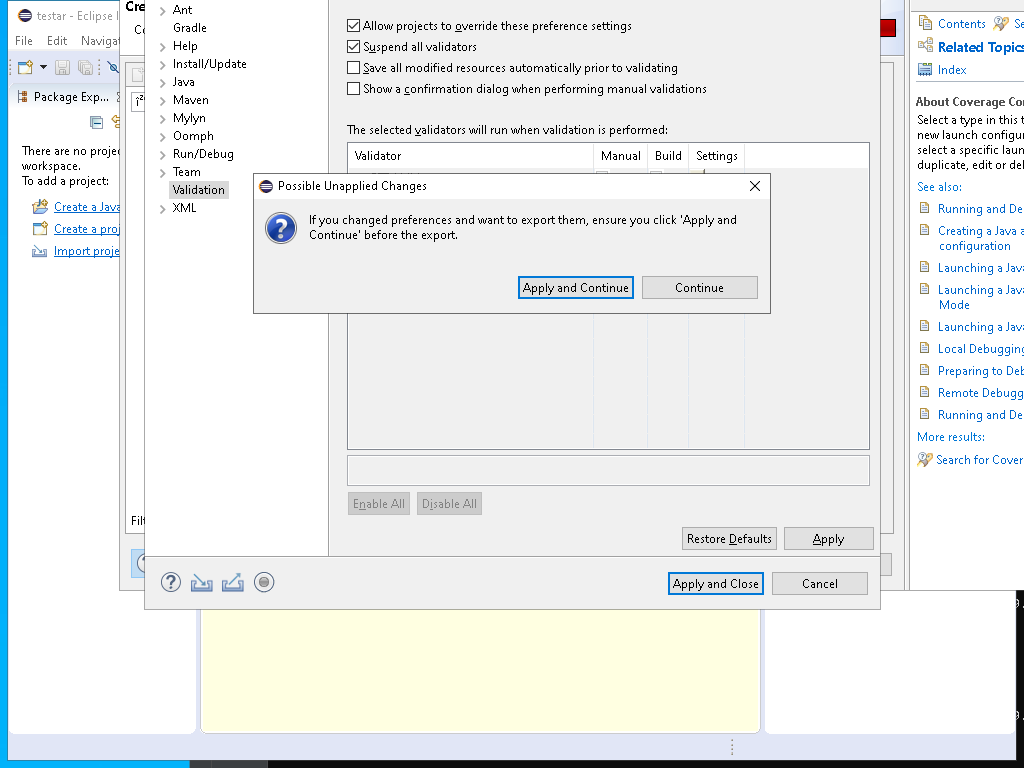 testar - Eclipse I
File
Edit
Navigat
Package Exp...
There are no projec
workspace.
To add a project:
Create a Java
Create a proj
Import proje
Cre
Ant
Gradle
Help
Install/Update
Java
Maven
Mylyn
Oomph
Run/Debug
Team
Validation
XML
Allow projects to override these preference settings
Suspend all validators
Save all modified resources automatically prior to validating
Show a confirmation dialog when performing manual validations
The selected validators will run when validation is performed:
Validator
Manual
Build
Settings
Possible Unapplied Changes
If you changed preferences and want to export them, ensure you click 'Apply and
Continue' before the export.
Apply and Continue
Continue
Enable All
Disable All
Restore Defaults
Apply
Filt
Apply and Close
Cancel
Contents
Se
Related Topics
Index
About Coverage Co
Select a type in this t
new launch configur
select a specific laun
duplicate, edit or del
See also:
Running and De
Creating a Java a
configuration
Launching a Java
Launching a Java
Mode
Launching a Java
Local Debugging
Preparing to Deb
Remote Debugg
Running and De
More results:
Search for Cover